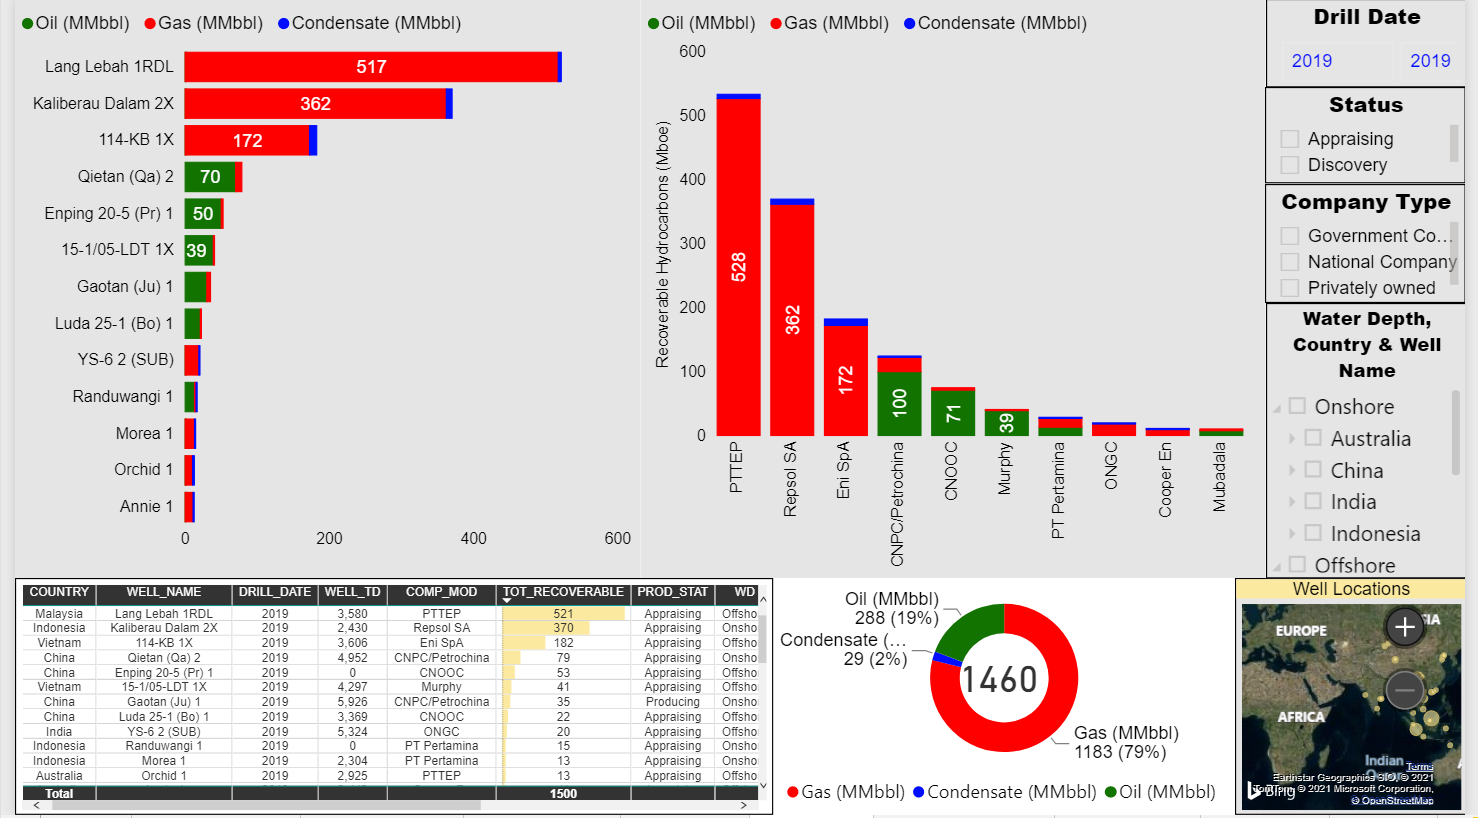 Oil (MMbbl) Gas (MMbbl) Condensate (MMbbl)
Lang Lebah 1RDL 517
Kaliberau Dalam 2X 362
114-KB 1X 172
Qietan (Qa) 2 70
Enping 20-5 (Pr) 1 50
15-1/05-LDT 1X 39
Gaotan (Ju) 1
Luda 25-1 (Bo) 1
YS-6 2 (SUB)
Randuwangi 1
Morea 1
Orchid 1
Annie 1
0 200 400 600
Oil (MMbbl) Gas (MMbbl) Condensate (MMbbl)
Recoverable Hydrocarbons (Mboe)
600
500
400
300
200
100
0
528 362 172 100 71 39
PTTEP
Repsol SA
Eni SpA
CNPC/Petrochina
CNOOC
Murphy
PT Pertamina
ONGC
Cooper En
Mubadala
Drill Date
2019 2019
Status
Appraising
Discovery
Company Type
Government Co...
National Company
Privately owned
Water Depth,
Country & Well
Name
Onshore
Australia
China
India
Indonesia
Offshore
COUNTRY WELL_NAME DRILL_DATE WELL_TD COMP_MOD TOT_RECOVERABLE PROD_STAT WD
Malaysia Lang Lebah 1RDL 2019 3,580 PTTEP 521 Appraising Offsho
Indonesia Kaliberau Dalam 2X 2019 2,430 Repsol SA 370 Appraising Onsho
Vietnam 114-KB 1X 2019 3,606 Eni SpA 182 Appraising Offsho
China Qietan (Qa) 2 2019 4,952 CNPC/Petrochina 79 Appraising Onsho
China Enping 20-5 (Pr) 1 2019 0 CNOOC 53 Appraising Offsho
Vietnam 15-1/05-LDT 1X 2019 4,297 Murphy 41 Appraising Offsho
China Gaotan (Ju) 1 2019 5,926 CNPC/Petrochina 35 Producing Onsho
China Luda 25-1 (Bo) 1 2019 3,369 CNOOC 22 Appraising Offsho
India YS-6 2 (SUB) 2019 5,324 ONGC 20 Appraising Offsho
Indonesia Randuwangi 1 2019 0 PT Pertamina 15 Appraising Onsho
Indonesia Morea 1 2019 2,304 PT Pertamina 13 Appraising Onsho
Australia Orchid 1 2019 2,925 PTTEP 13 Appraising Offsho
Total 1500
Oil (MMbbl)
288 (19%)
Condensate (...
29 (2%)
1460
Gas (MMbbl)
1183 (79%)
Gas (MMbbl) Condensate (MMbbl) Oil (MMbbl)
Well Locations
EUROPE
IA
AFRICA
Indian
Terms
Earthstar Geographics SIO, © 2021
TomTom, © 2021 Microsoft Corporation,
© OpenStreetMap